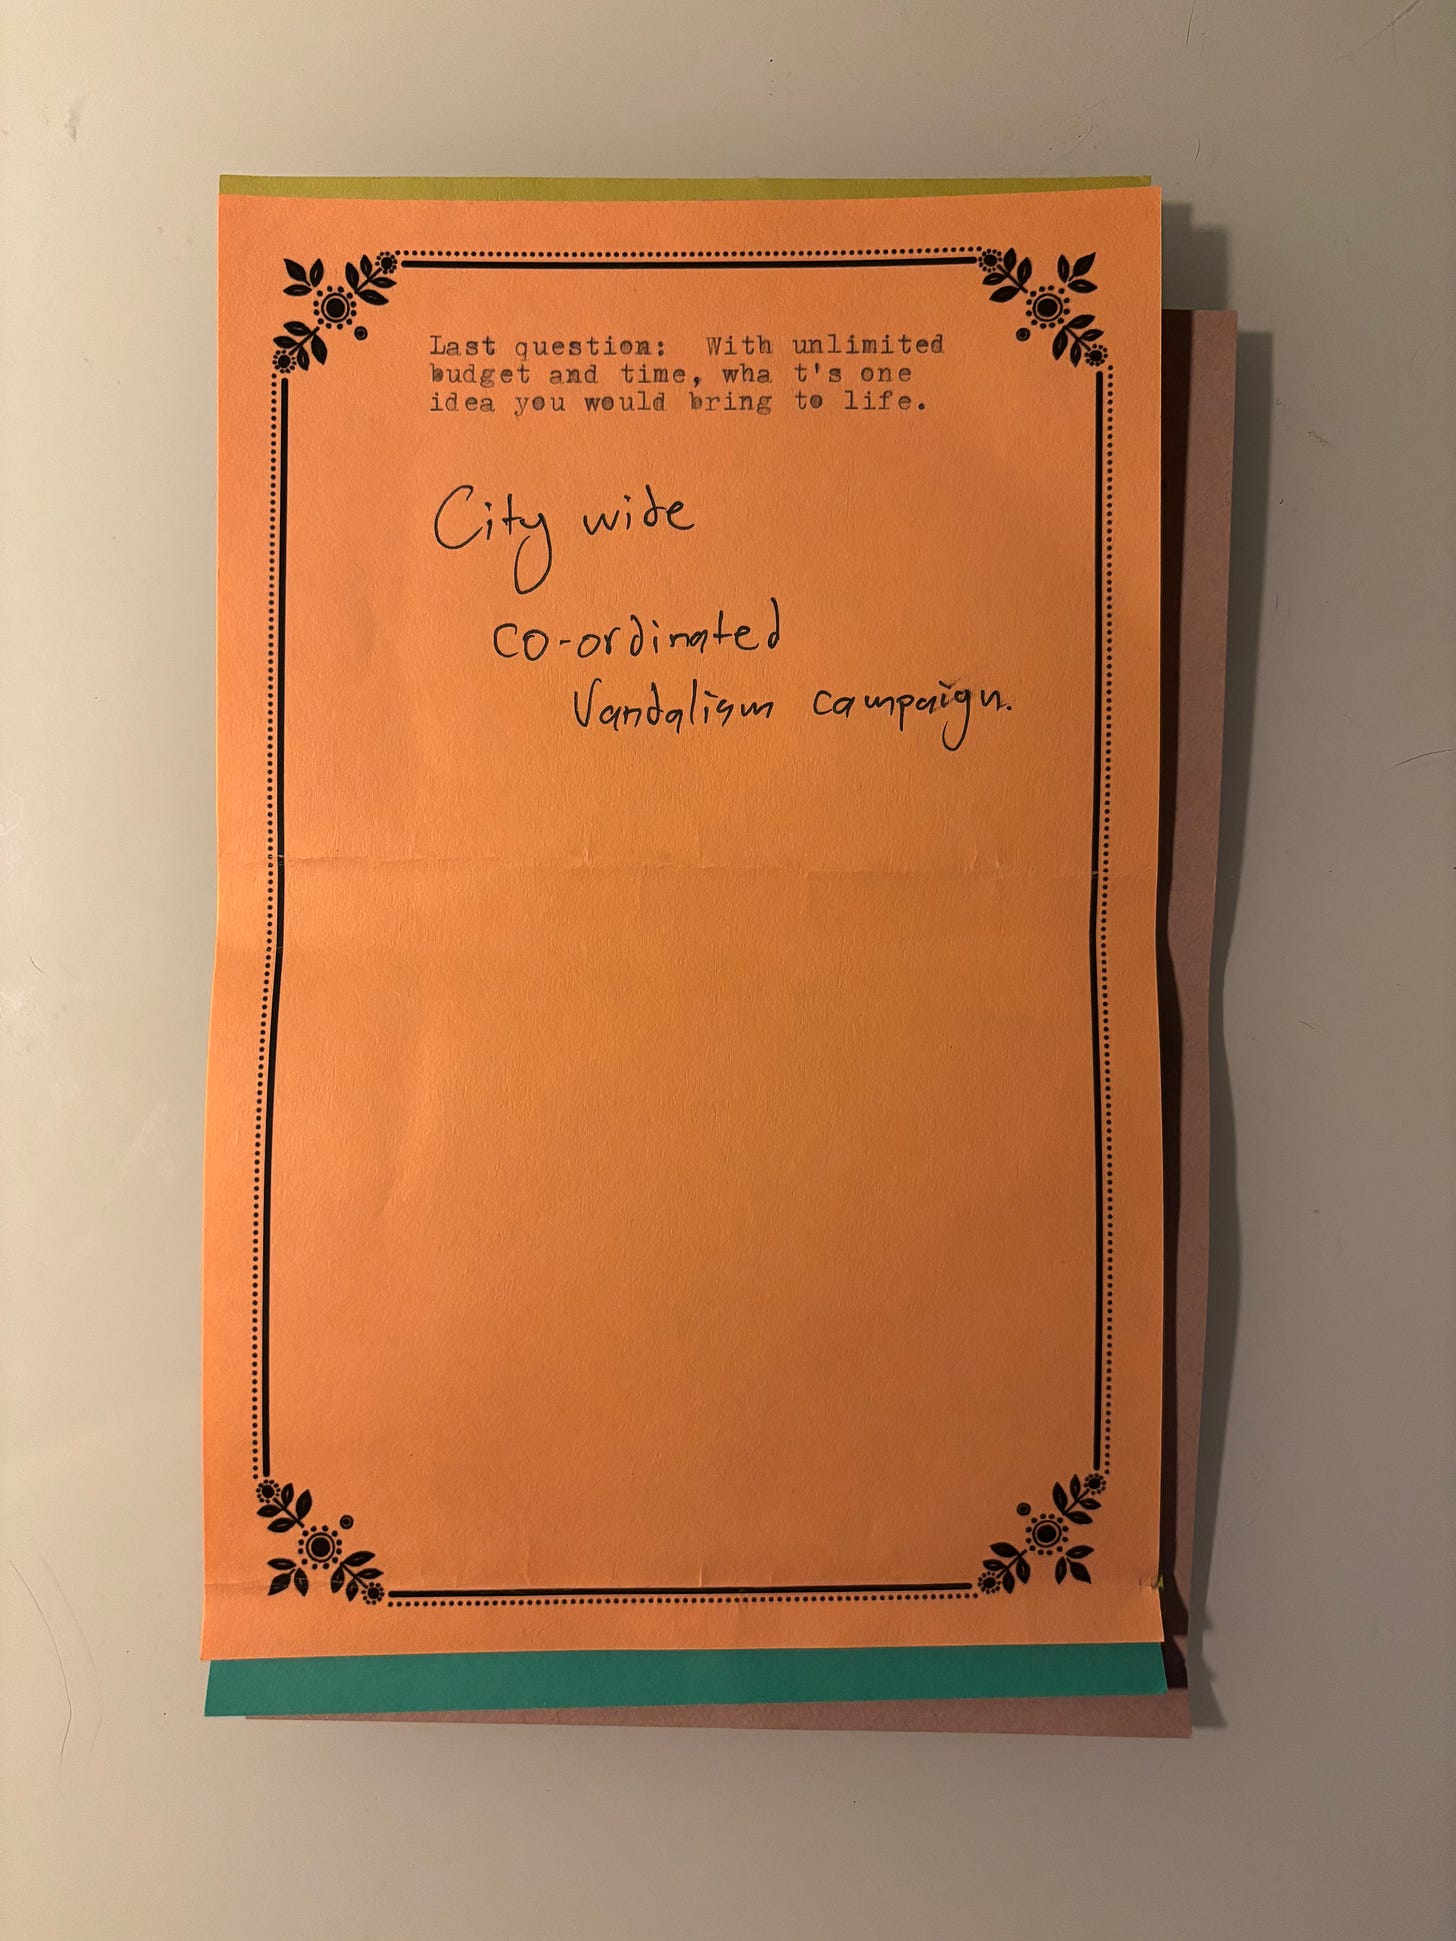 Last question:  With unlimited
budget and time, wha t's one
idea you would bring to life.
City wide
co-ordinated
Vandalism campaign.